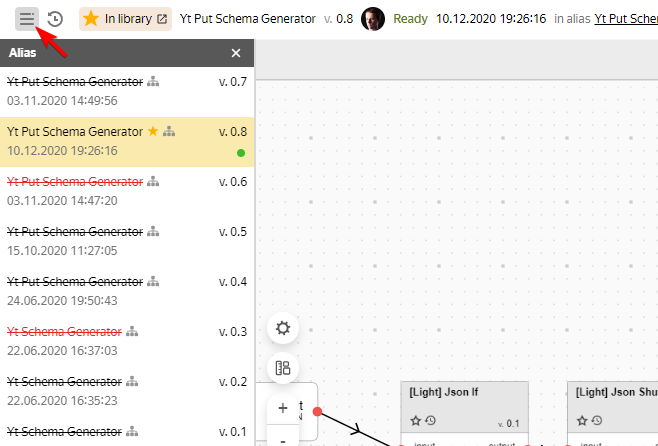 In library Yt Put Schema Generator v. 0.8 Ready 10.12.2020 19:26:16 in alias Yt Put Schem
Alias
Yt Put Schema Generator v. 0.7
03.11.2020 14:49:56
Yt Put Schema Generator v. 0.8
10.12.2020 19:26:16
Yt Put Schema Generator v. 0.6
03.11.2020 14:47:20
Yt Put Schema Generator v. 0.5
15.10.2020 11:27:05
Yt Put Schema Generator v. 0.4
24.06.2020 19:50:43
Yt Schema Generator v. 0.3
22.06.2020 16:37:03
Yt Schema Generator v. 0.2
22.06.2020 16:35:23
Yt Schema Generator v. 0.1
[Light] Json If
v. 0.1
input output
[Light] Json Shu
input